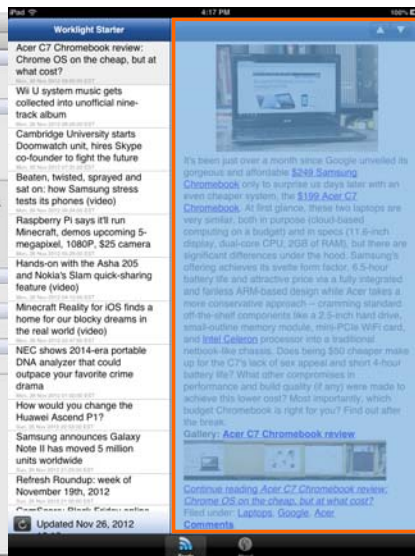 iPod
4:17 PM
100%
Worklight Starter
Acer C7 Chromebook review:
Chrome OS on the cheap, but at
what cost?
Wii U system music gets
collected into unofficial nine-
track album
Cambridge University starts
Doomwatch unit, hires Skype
co-founder to fight the future
Beaten, twisted, sprayed and
sat on: how Samsung stress
tests its phones (video)
Raspberry Pi says it'll run
Minecraft, demos upcoming 5-
megapixel, 1080P, $25 camera
Hands-on with the Asha 205
and Nokia's Slam quick-sharing
feature (video)
Minecraft Reality for iOS finds a
home for our blocky dreams in
the real world (video)
NEC shows 2014-era portable
DNA analyzer that could
outpace your favorite crime
drama
How would you change the
Huawei Ascend P1?
Samsung announces Galaxy
Note II has moved 5 million
units worldwide
Refresh Roundup: week of
November 19th, 2012
Updated Nov 26, 2012
It's been just over a month since Google unveiled its
gorgeous and affordable $249 Samsung
Chromebook only to surprise us days later with an
even cheaper system, the $199 Acer C7
Chromebook. At first glance, these two laptops are
very similar, both in purpose (cloud-based
computing on a budget) and in specs (11.6-inch
display, dual-core CPU, 2GB of RAM), but there are
significant differences under the hood. Samsung's
offering achieves its svelte form factor, 6.5-hour
battery life and attractive price via a fully integrated
and fanless ARM-based design while Acer takes a
more conservative approach -- cramming standard
off-the-shelf components like a 2.5-inch hard drive,
small-outline memory module, mini-PCIe WiFi card,
and Intel Celeron processor into a traditional
netbook-like chassis. Does being $50 cheaper make
up for the C7's lack of sex appeal and short 4-hour
battery life? What other compromises in
performance and build quality (if any) were made to
achieve this lower cost? Most importantly, which
budget Chromebook is right for you? Find out after
the break.
Gallery: Acer C7 Chromebook review
Continue reading Acer C7 Chromebook review:
Chrome OS on the cheap, but at what cost?
Filed under: Laptops, Google, Acer
Comments